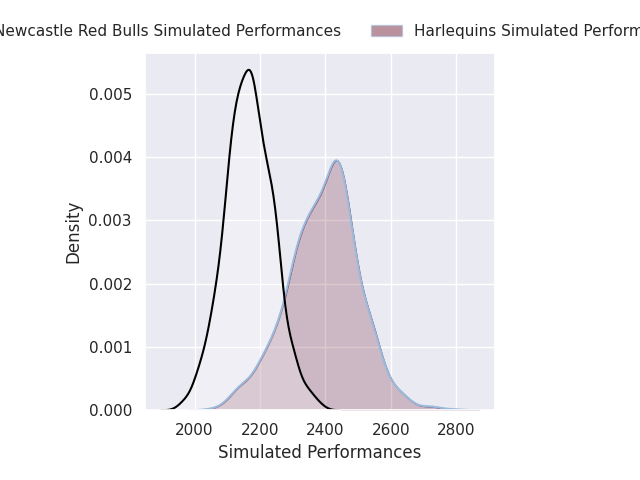 Newcastle Red Bulls Simulated Performances
Harlequins Simulated Perform
0.005
0.004
0.003
0.002
0.001
0.000
Density
2000 2200 2400 2600 2800
Simulated Performances